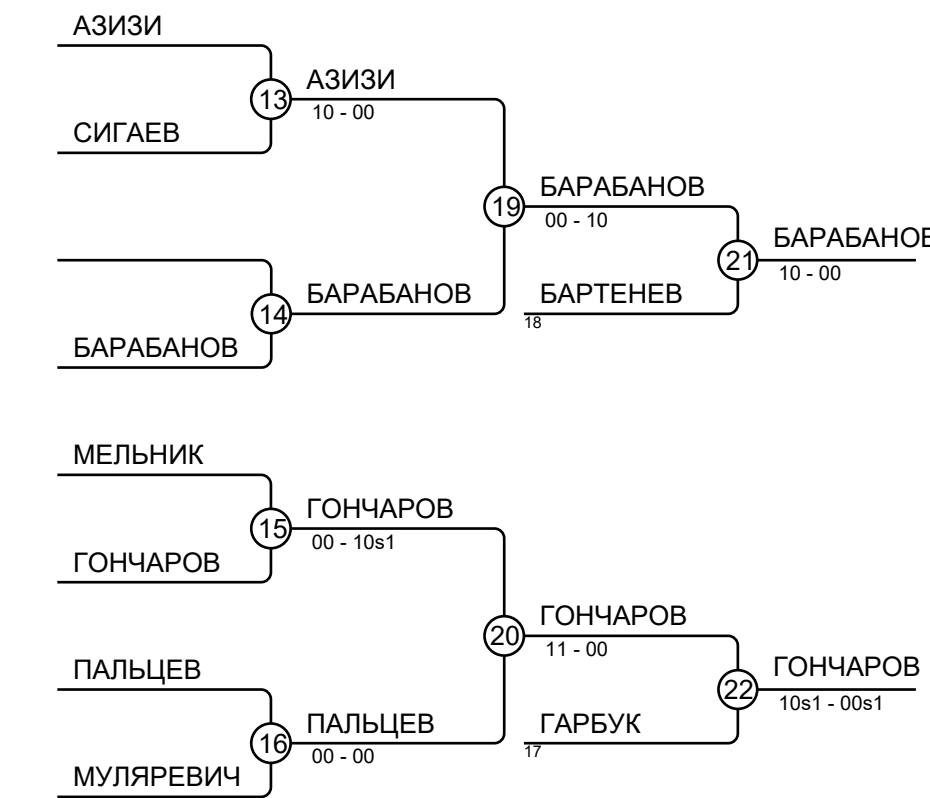 АЗИЗИ
13
АЗИЗИ
10 - 00
СИГАЕВ
19
БАРАБАНОВ
00 - 10
21
БАРАБАНОВ
10 - 00
14
БАРАБАНОВ
БАРТЕНЕВ
18
БАРАБАНОВ
МЕЛЬНИК
15
ГОНЧАРОВ
00 - 10s1
ГОНЧАРОВ
20
ГОНЧАРОВ
11 - 00
22
ГОНЧАРОВ
10s1 - 00s1
ПАЛЬЦЕВ
16
ПАЛЬЦЕВ
00 - 00
ГАРБУК
17
МУЛЯРЕВИЧ